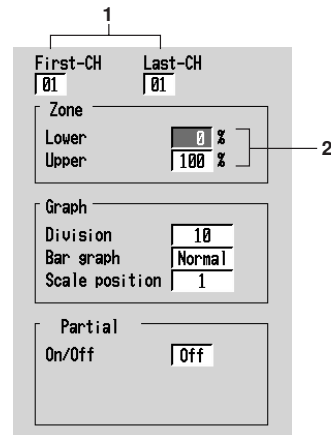 1
First-CH Last-CH
01 01
Zone
Lower 0 %
Upper 100 %
2
Graph
Division 10
Bar graph Normal
Scale position 1
Partial
On/Off Off